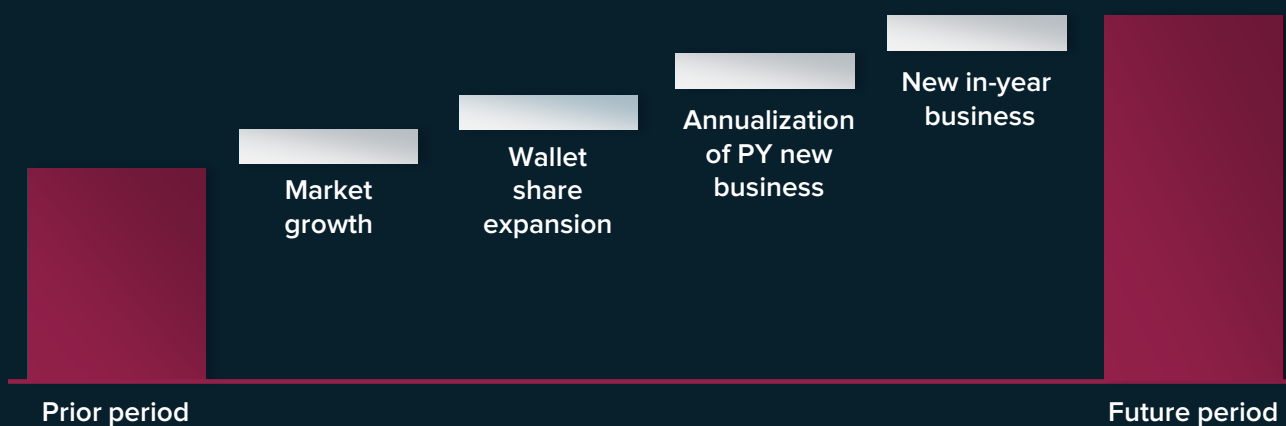 Market
growth
Wallet
share
expansion
Annualization
of PY new
business
New in-year
business
Prior period
Future period